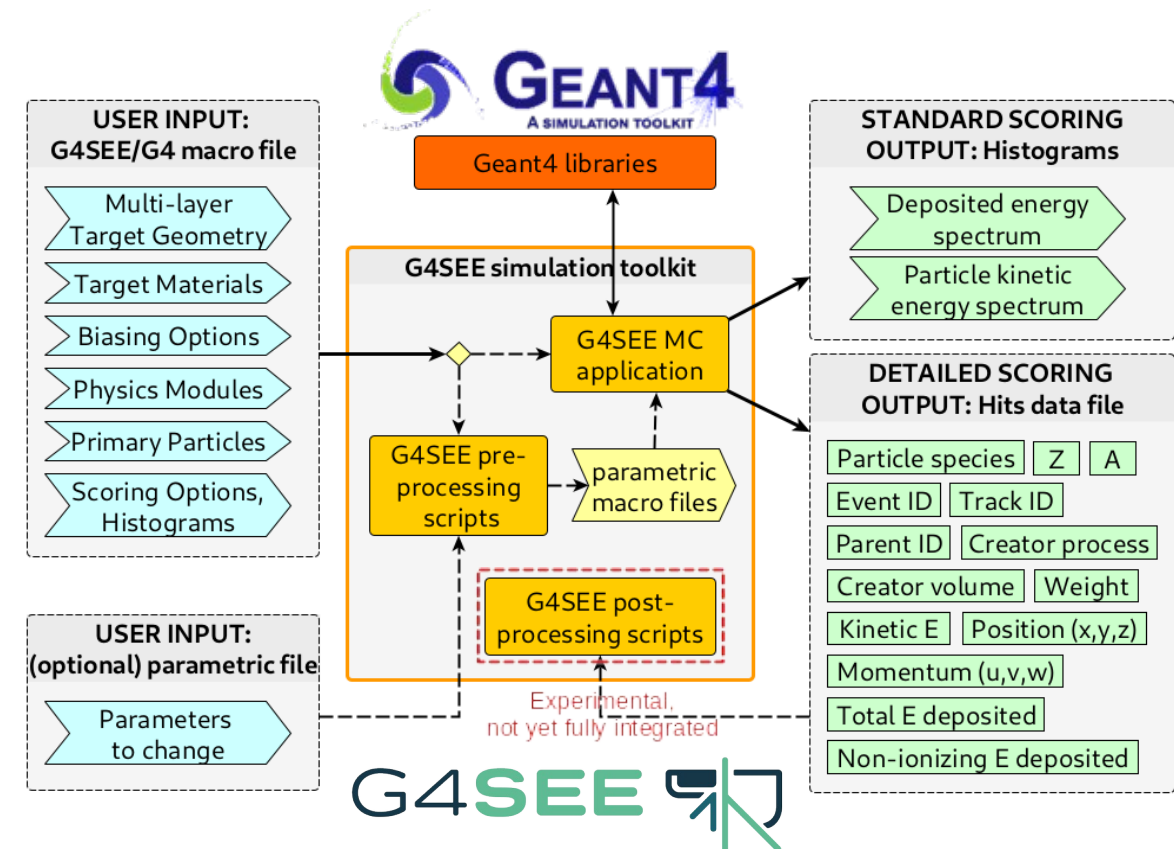 GEANT4
A SIMULATION TOOLKIT
Geant4 libraries
USER INPUT:
G4SEE/G4 macro file
Multi-layer
Target Geometry
Target Materials
Biasing Options
Physics Modules
Primary Particles
Scoring Options,
Histograms
USER INPUT:
(optional) parametric file
Parameters
to change
G4SEE simulation toolkit
G4SEE MC
application
G4SEE pre-
processing
scripts
parametric
macro files
G4SEE post-
processing scripts
Experimental,
not yet fully integrated
STANDARD SCORING
OUTPUT: Histograms
Deposited energy
spectrum
Particle kinetic
energy spectrum
DETAILED SCORING
OUTPUT: Hits data file
Particle species Z A
Event ID Track ID
Parent ID Creator process
Creator volume Weight
Kinetic E Position (x,y,z)
Momentum (u,v,w)
Total E deposited
Non-ionizing E deposited
G4SEE